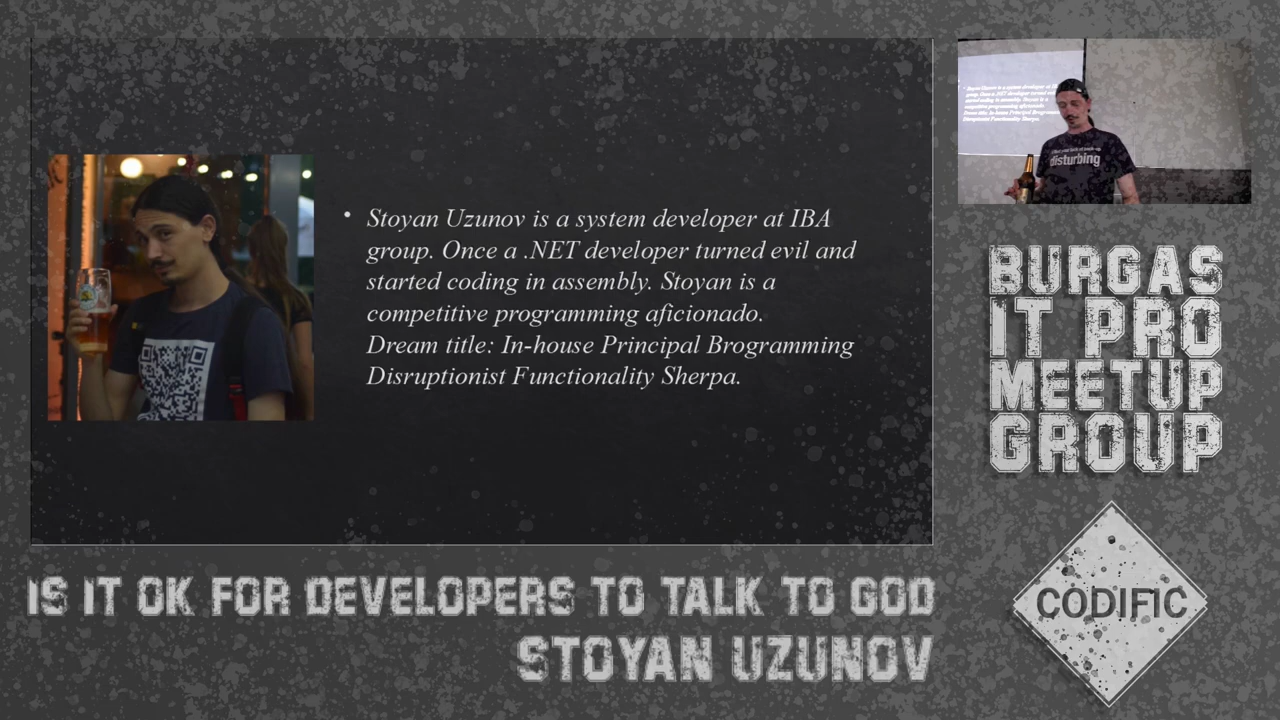 Stoyan Uzunov is a system developer at IBA
group. Once a .NET developer turned evil and
started coding in assembly. Stoyan is a
competitive programming aficionado.
Dream title: In-house Principal Brogramming
Disruptionist Functionality Sherpa.
disturbing
BURGAS
IT PRO
MEETUP
GROUP
CODIFIC
IS IT OK FOR DEVELOPERS TO TALK TO GOD
STOYAN UZUNOV